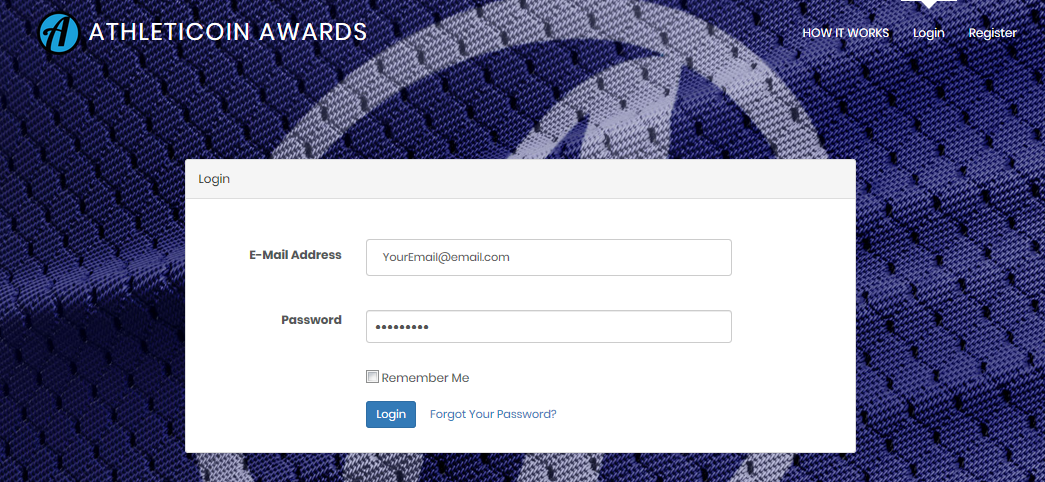 A ATHLETICOIN AWARDS
HOW IT WORKS Login Register
Login
E-Mail Address YourEmail@email.com
Password •••••••••
Remember Me
Login Forgot Your Password?